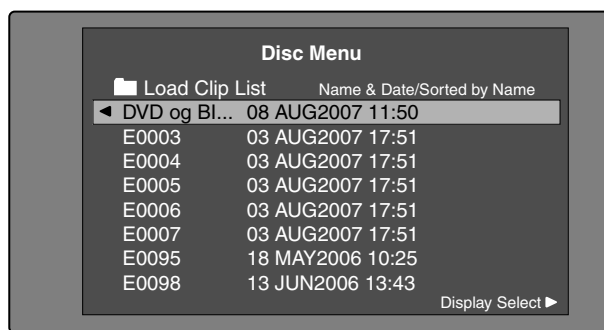 Disc Menu
Load Clip List Name & Date/Sorted by Name
DVD og BI... 08 AUG2007 11:50
E0003 03 AUG2007 17:51
E0004 03 AUG2007 17:51
E0005 03 AUG2007 17:51
E0006 03 AUG2007 17:51
E0007 03 AUG2007 17:51
E0095 18 MAY2006 10:25
E0098 13 JUN2006 13:43
Display Select